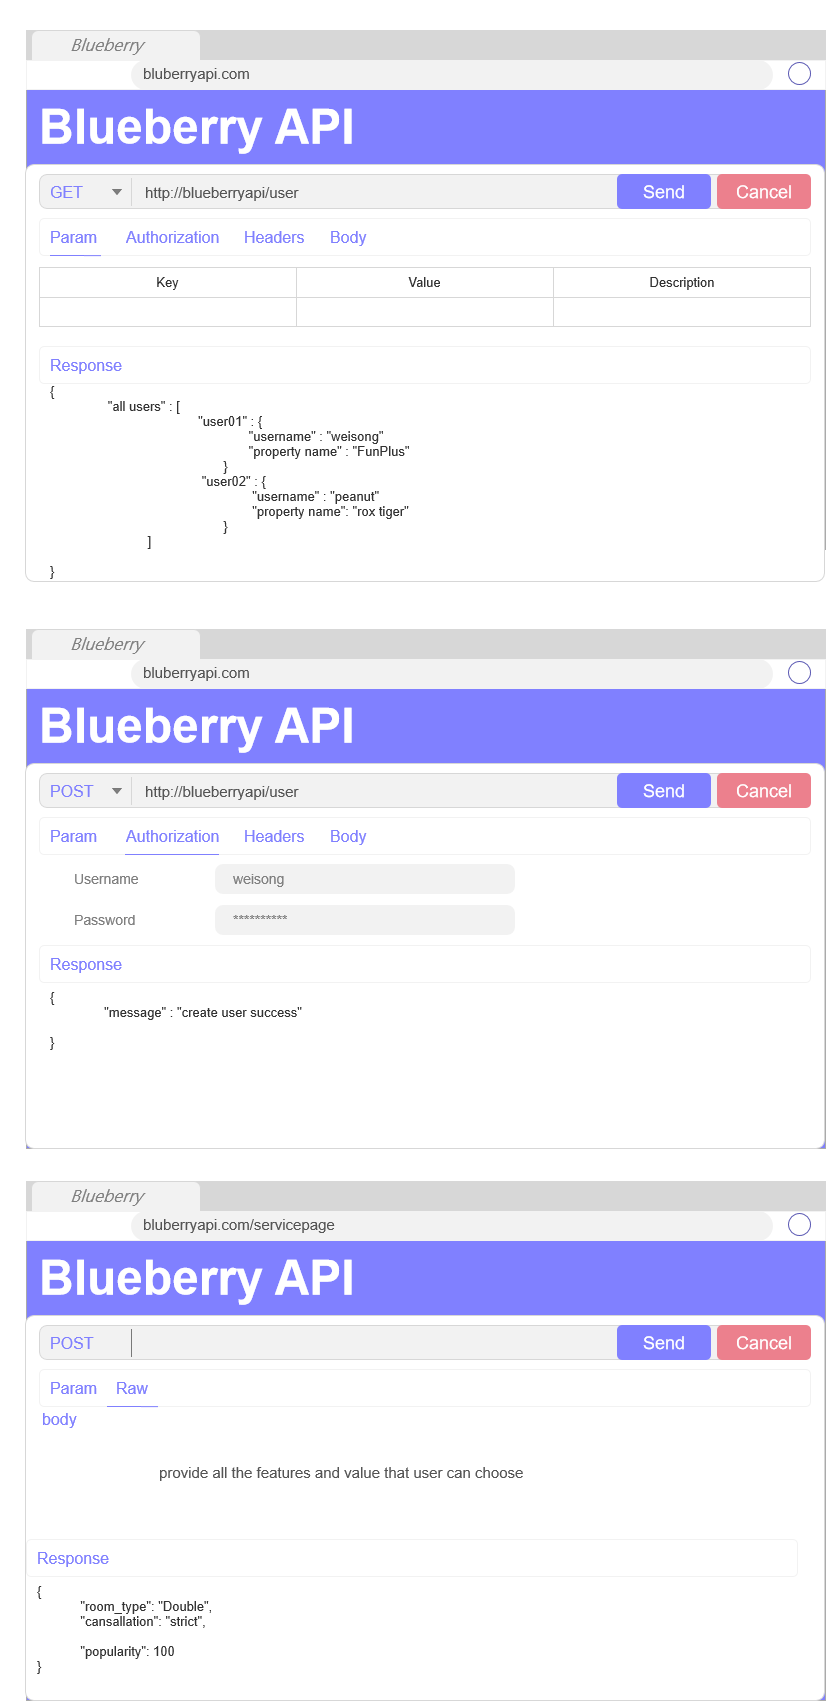 Blueberry
bluberryapi.com
Blueberry API
GET http://blueberryapi/user Send Cancel
Param Authorization Headers Body
Key Value Description
Response
{
"all users" : [
"user01" : {
"username" : "weisong"
"property name" : "FunPlus"
}
"user02" : {
"username" : "peanut"
"property name": "rox tiger"
}
]
}
Blueberry
bluberryapi.com
Blueberry API
POST http://blueberryapi/user Send Cancel
Param Authorization Headers Body
Username weisong
Password **********
Response
{
"message" : "create user success"
}
Blueberry
bluberryapi.com/servicepage
Blueberry API
POST Send Cancel
Param Raw
body
provide all the features and value that user can choose
Response
{
"room_type": "Double",
"cansallation": "strict",
"popularity": 100
}